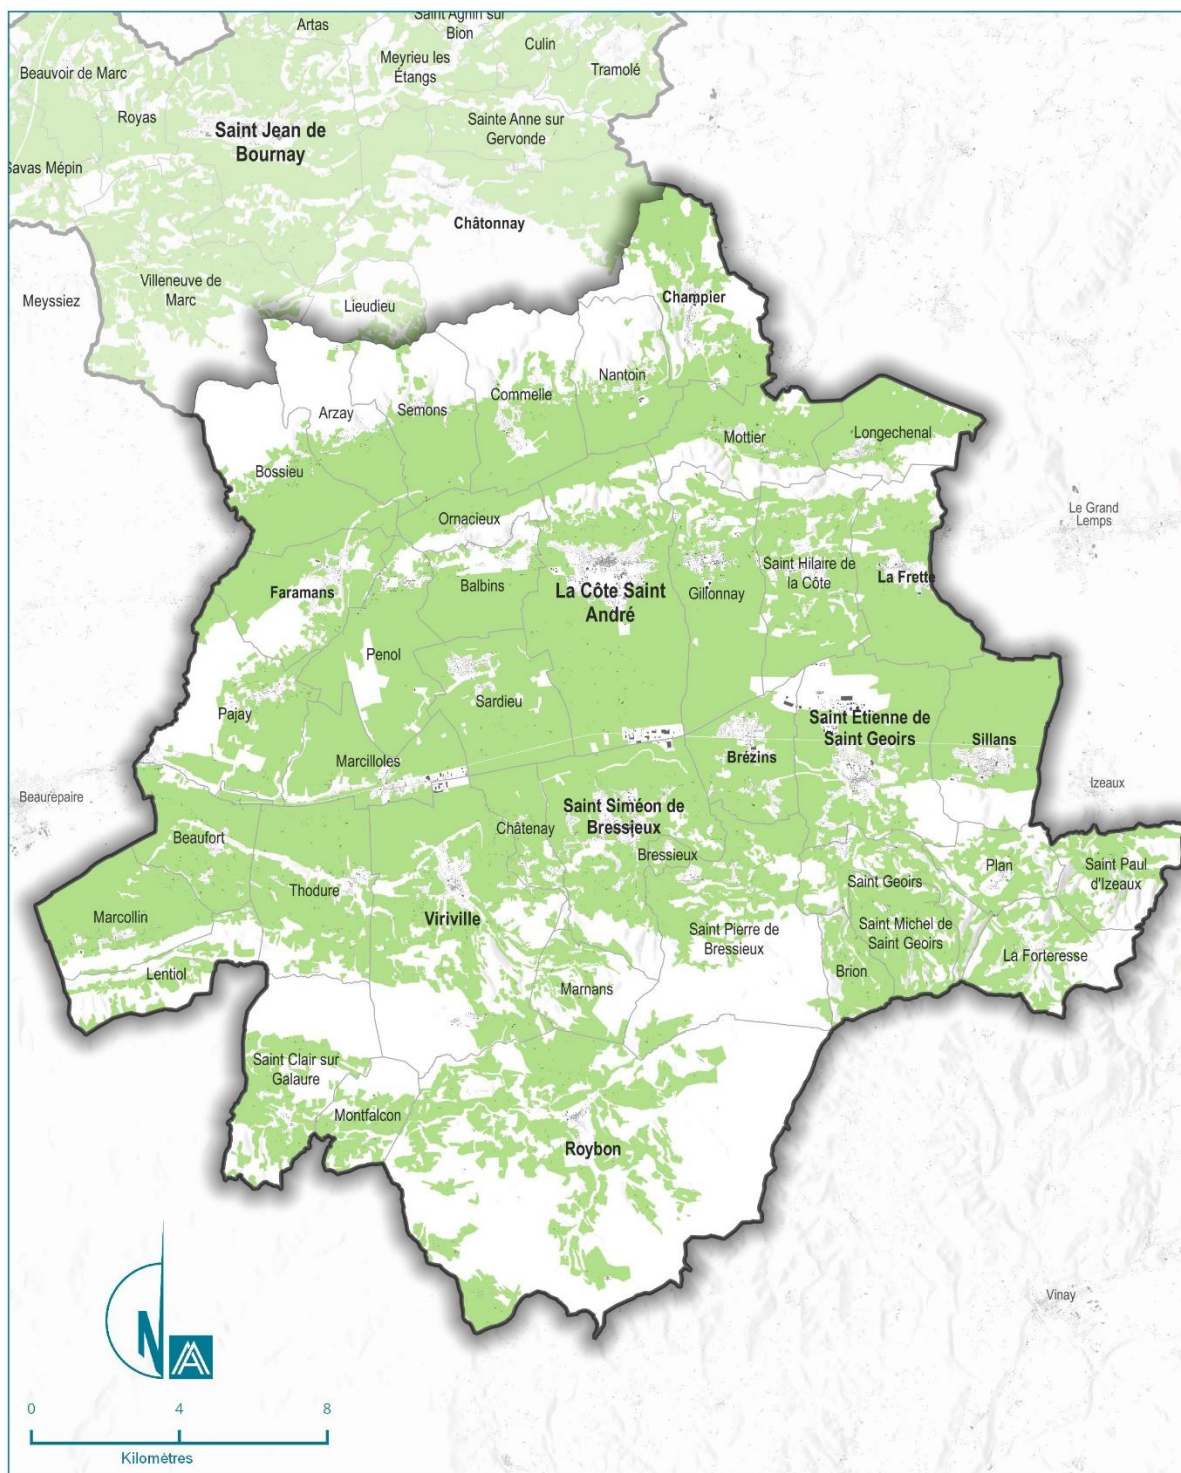 Artas
Saint Agnin sur
Bion
Culin
Beauvoir de Marc
Meyrieu les
Étangs
Tramolé
Royas
Saint Jean de
Bournay
Sainte Anne sur
Gervonde
Savas Mépin
Châtonnay
Villeneuve de
Marc
Meyssiez
Lieudieu
Champier
Nantoin
Commelle
Semons
Arzay
Mottier
Longechenal
Bossieu
Le Grand
Lemps
Ornacieux
Saint Hilaire de
la Côte
La Frette
Faramans
Balbins
La Côte Saint
André
Gillonnay
Penol
Sardieu
Pajay
Saint Étienne de
Saint Geoirs
Sillans
Brézins
Marcilloles
Izeaux
Beaurepaire
Saint Siméon de
Bressieux
Châtenay
Beaufort
Bressieux
Plan
Saint Paul
d'Izeaux
Thodure
Saint Geoirs
Marcollin
Viriville
Saint Pierre de
Bressieux
Saint Michel de
Saint Geoirs
La Forteresse
Lentiol
Brion
Marnans
Saint Clair sur
Galaure
Montfalcon
Roybon
Vinay
N
0 4 8
Kilomètres